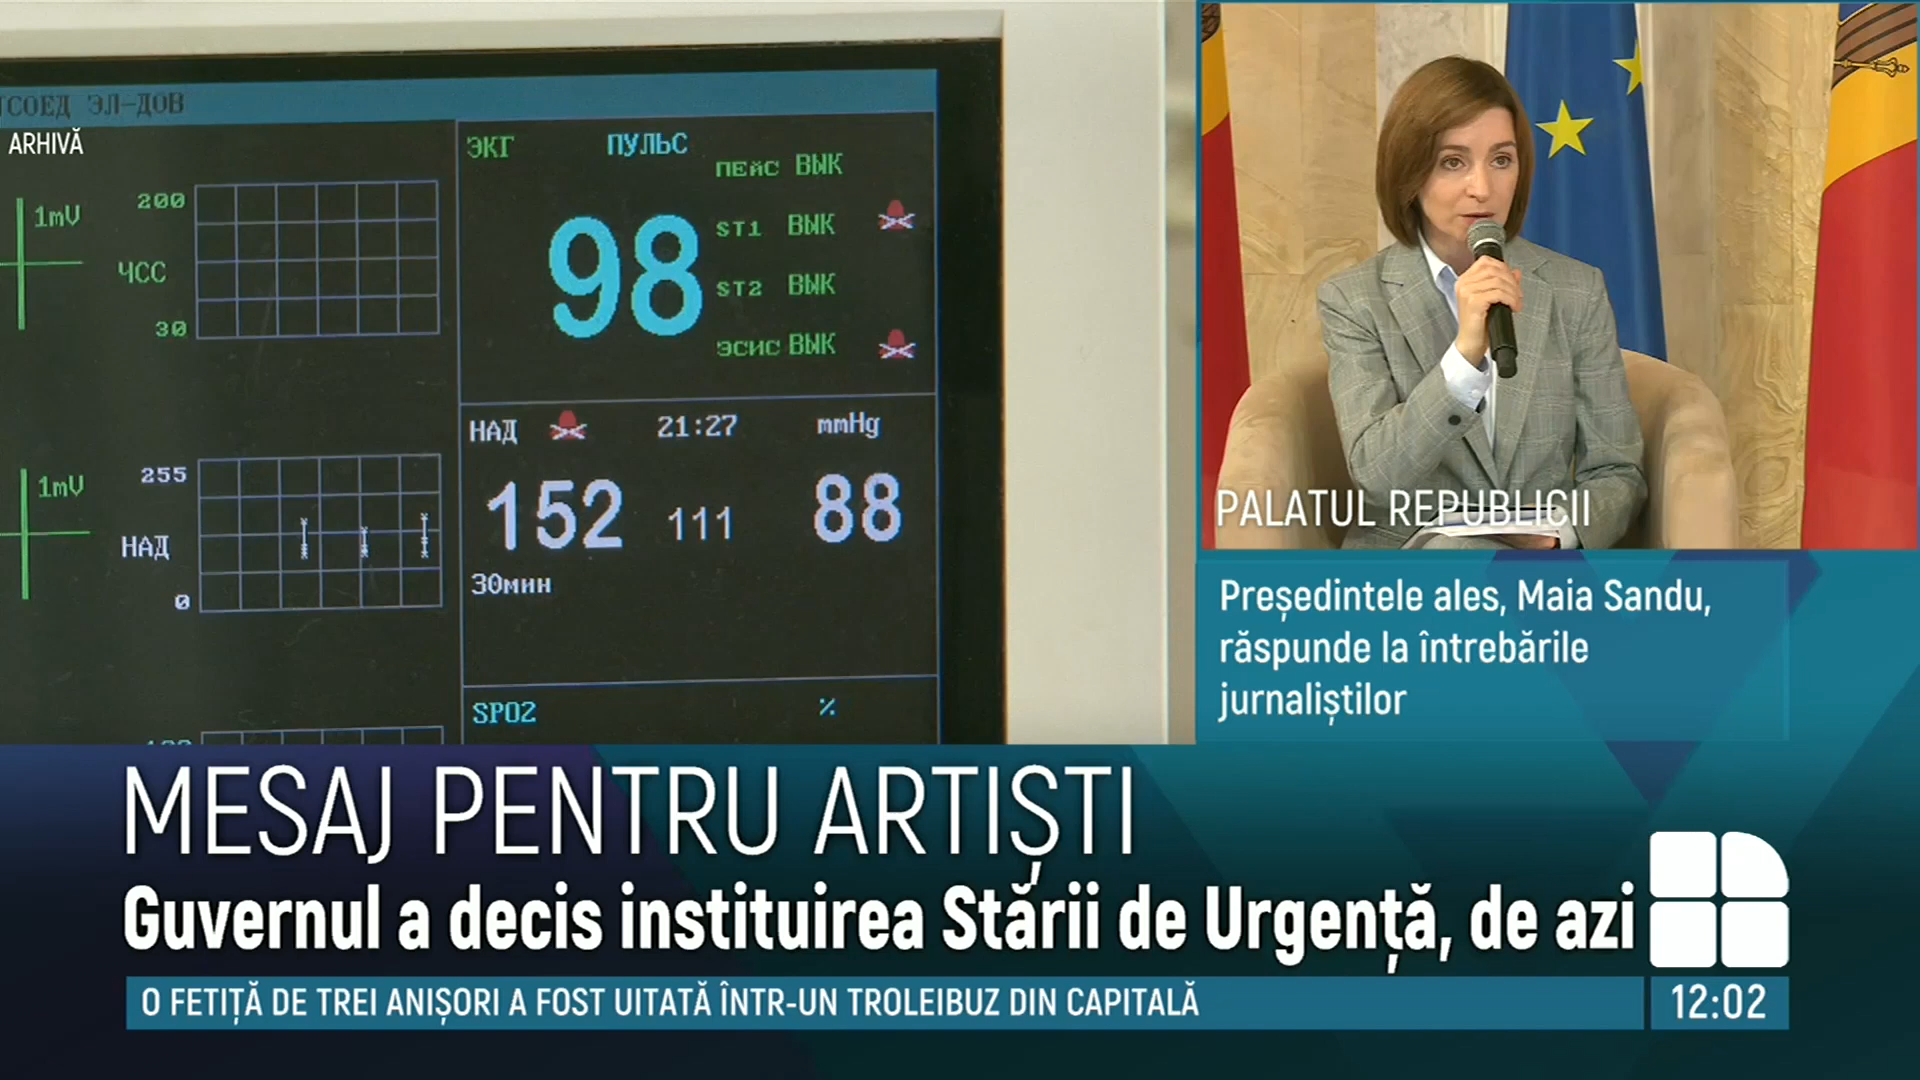 ТСОЕД ЭЛ-ДОВ
ARHIVĂ
1mV
200
ЧСС
30
ЭКГ
ПУЛЬС
ПЕЙС ВЫК
98
ST1 ВЫК
ST2 ВЫК
ЭСИС ВЫК
1mV
255
НАД
0
НАД
21:27
mmHg
152
111
88
30мин
SPO2
%
PALATUL REPUBLICII
Președintele ales, Maia Sandu,
răspunde la întrebările
jurnaliștilor
MESAJ PENTRU ARTIȘTI
Guvernul a decis instituirea Stării de Urgență, de azi
O FETIȚĂ DE TREI ANIȘORI A FOST UITATĂ ÎNTR-UN TROLEIBUZ DIN CAPITALĂ
12:02